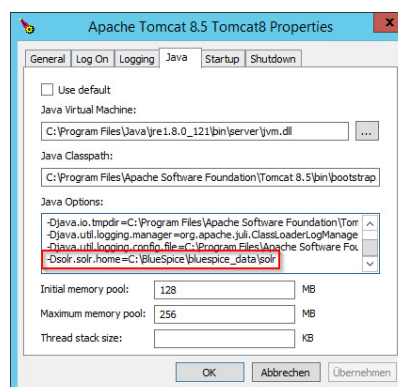 Apache Tomcat 8.5 Tomcat8 Properties
x
General Log On Logging Java Startup Shutdown
Use default
Java Virtual Machine:
C:\Program Files\Java\jre1.8.0_121\bin\server\jvm.dll
...
Java Classpath:
C:\Program Files\Apache Software Foundation\Tomcat 8.5\bin\bootstrap
Java Options:
-Djava.io.tmpdir=C:\Program Files\Apache Software Foundation\Tom
-Djava.util.logging.manager=org.apache.juli.ClassLoaderLogManage
-Djava.util.logging.config.file=C:\Program Files\Apache Software Fou
-Dsolr.solr.home=C:\BlueSpice\bluespice_data\solr
Initial memory pool: 128 MB
Maximum memory pool: 256 MB
Thread stack size: KB
OK Abbrechen Übernehmen